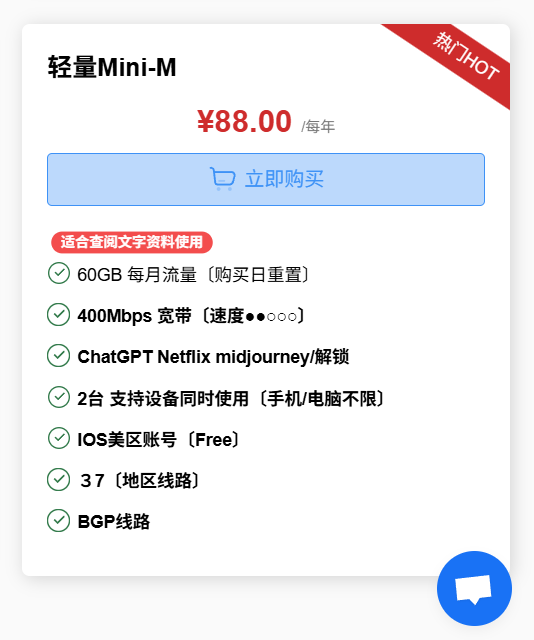 热门HOT
轻量Mini-M
¥88.00 /每年
立即购买
适合查阅文字资料使用
60GB 每月流量〔购买日重置〕
400Mbps 宽带〔速度●●○○○〕
ChatGPT Netflix midjourney/解锁
2台 支持设备同时使用〔手机/电脑不限〕
IOS美区账号〔Free〕
３7〔地区线路〕
BGP线路